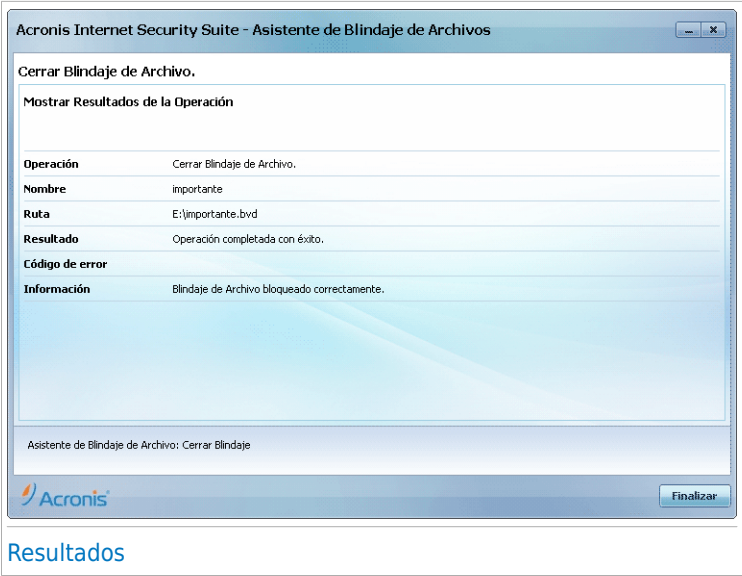 Acronis Internet Security Suite - Asistente de Blindaje de Archivos
Cerrar Blindaje de Archivo.
Mostrar Resultados de la Operación
Operación Cerrar Blindaje de Archivo.
Nombre importante
Ruta E:\importante.bvd
Resultado Operación completada con éxito.
Código de error
Información Blindaje de Archivo bloqueado correctamente.
Asistente de Blindaje de Archivo: Cerrar Blindaje
Acronis
Finalizar
Resultados